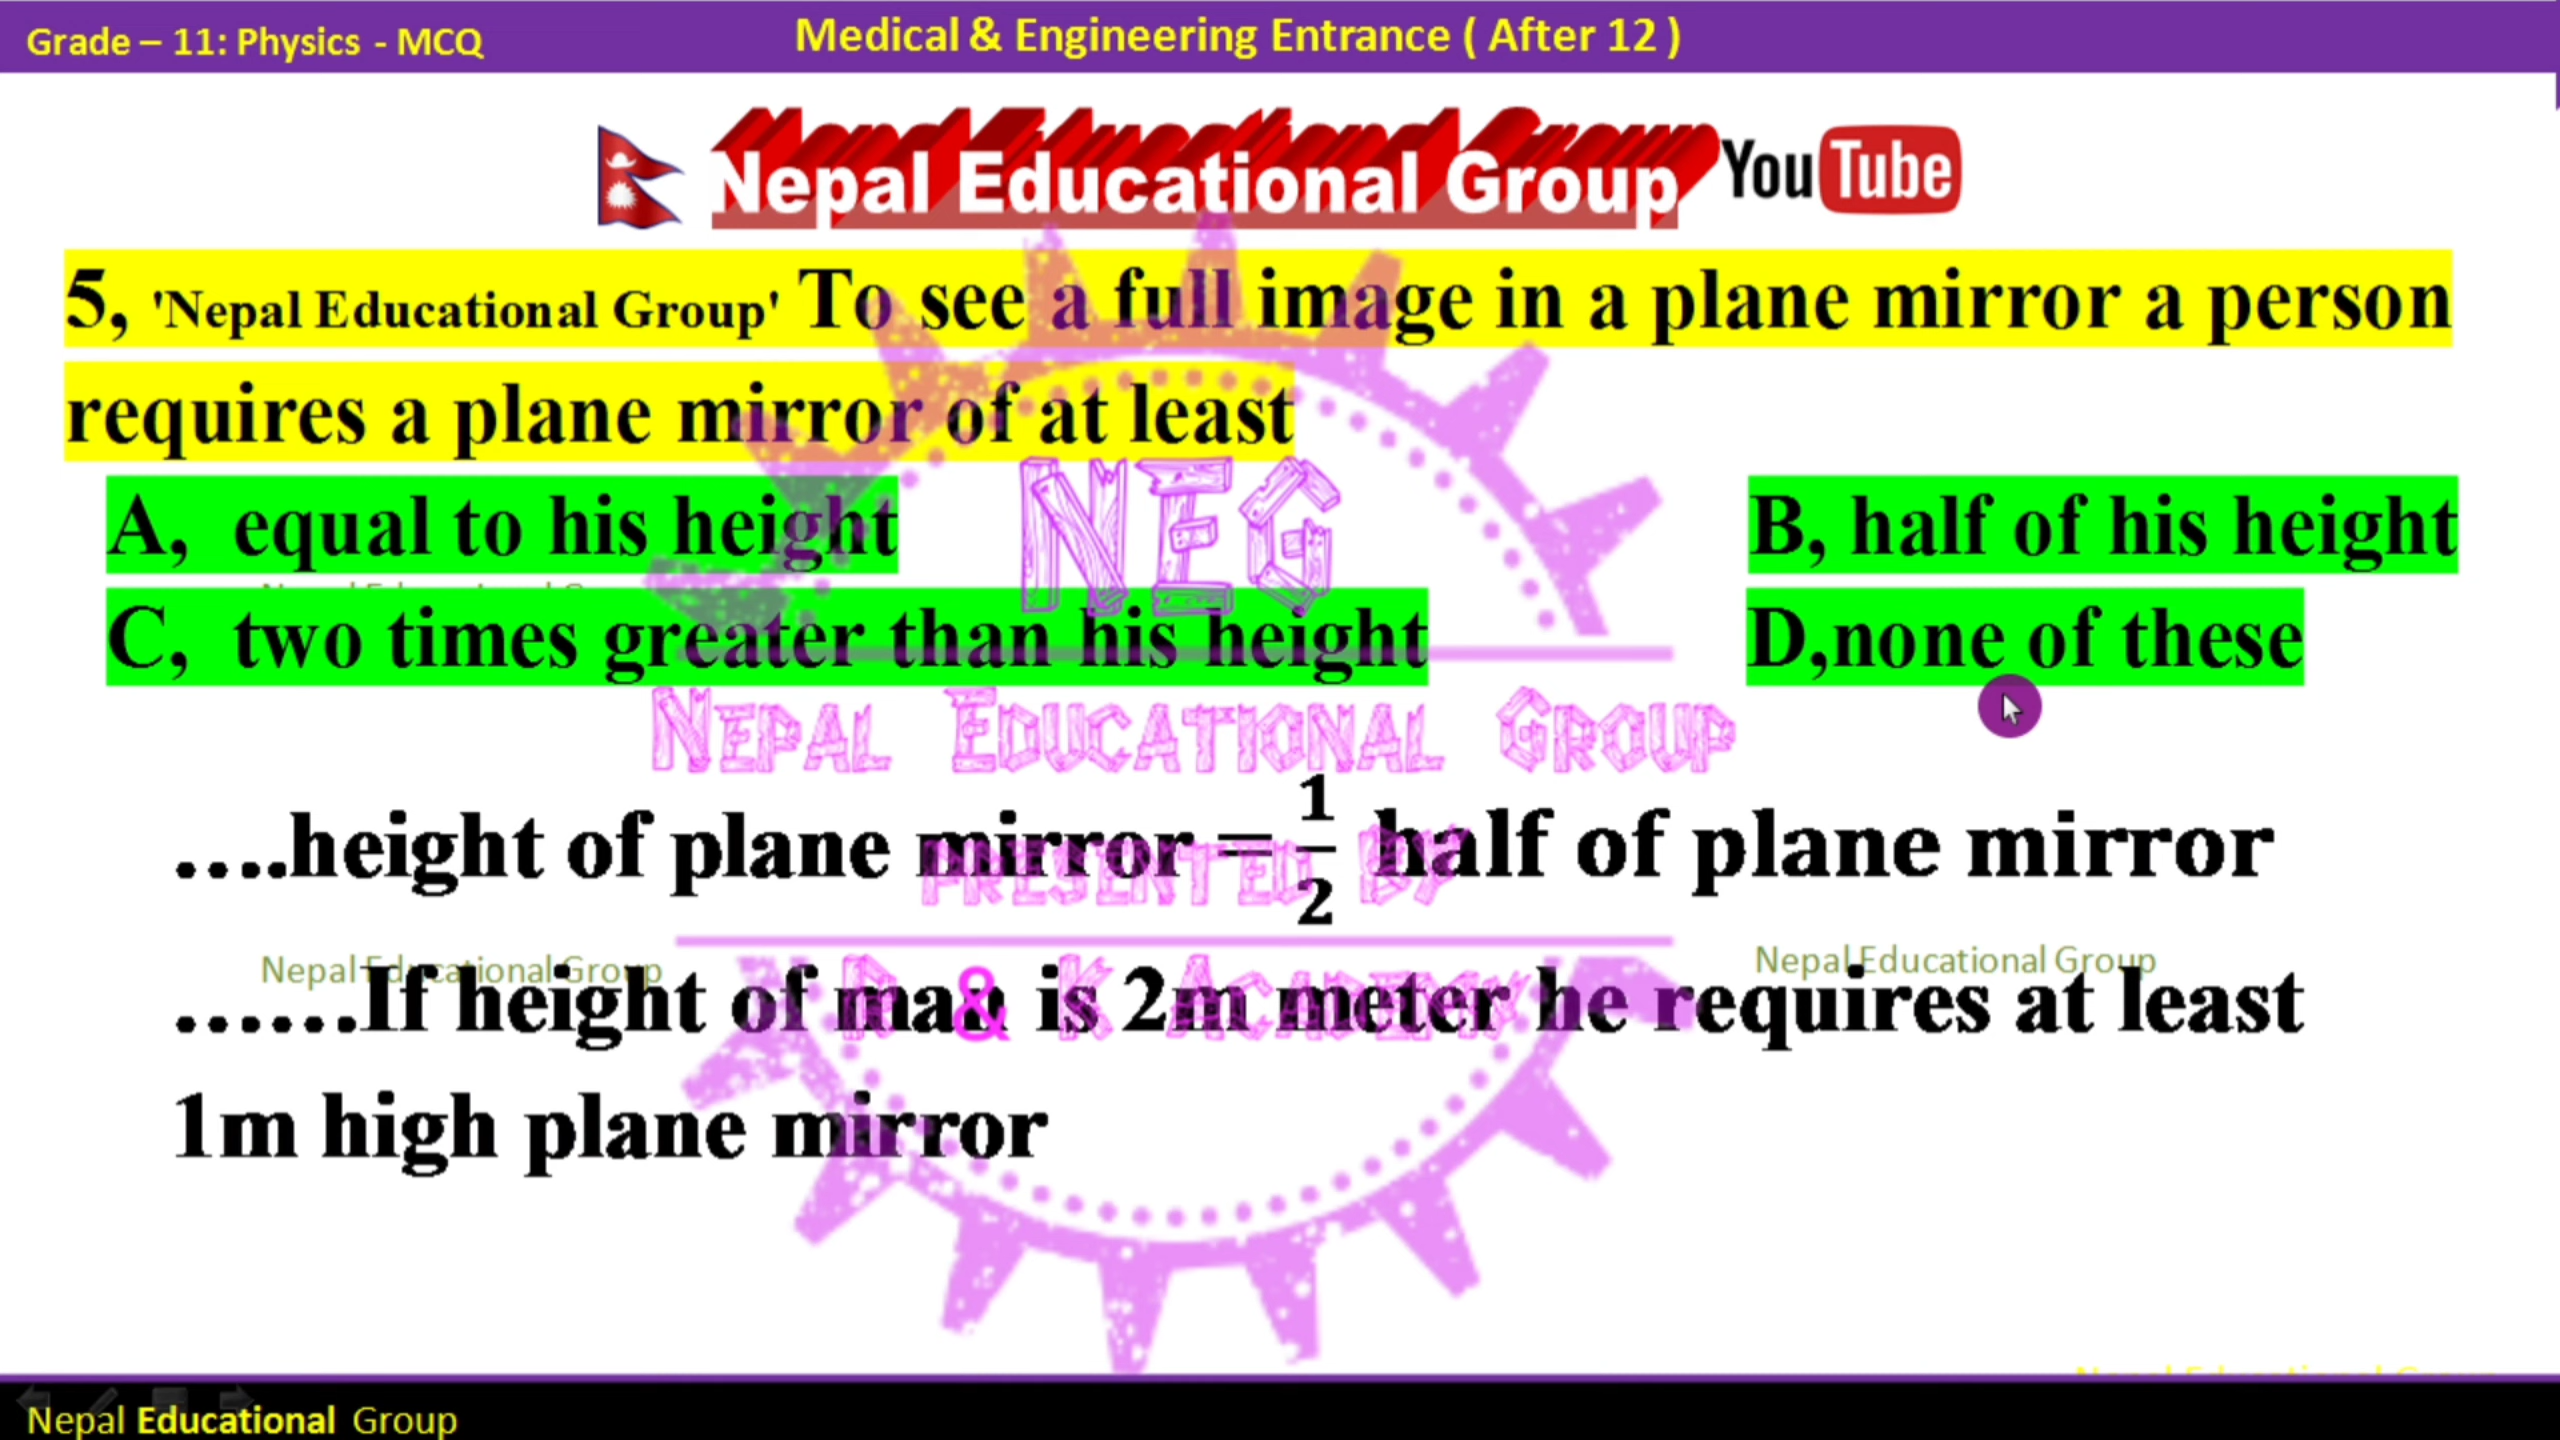 Grade – 11: Physics - MCQ
Medical & Engineering Entrance ( After 12 )
Nepal Educational Group YouTube
5, 'Nepal Educational Group' To see a full image in a plane mirror a person
requires a plane mirror of at least
NEG
A, equal to his height
B, half of his height
C, two times greater than his height
D,none of these
Nepal Educational Group
....height of plane mirror = 1/2 half of plane mirror
PRESENTED BY
Nepal Educational Group
Nepal Educational Group
R & K ACADEMY
......If height of man is 2m meter he requires at least
1m high plane mirror
Nepal Educational Group